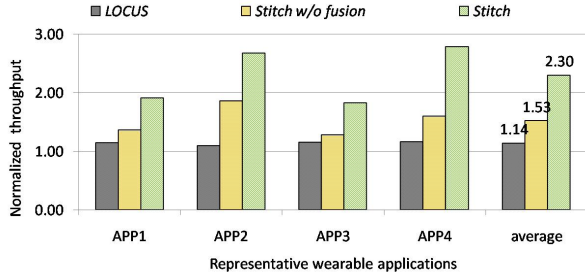 LOCUS Stitch w/o fusion Stitch
Normalized throughput
3.00
2.00
1.00
0.00
2.30
1.53
1.14
APP1 APP2 APP3 APP4 average
Representative wearable applications